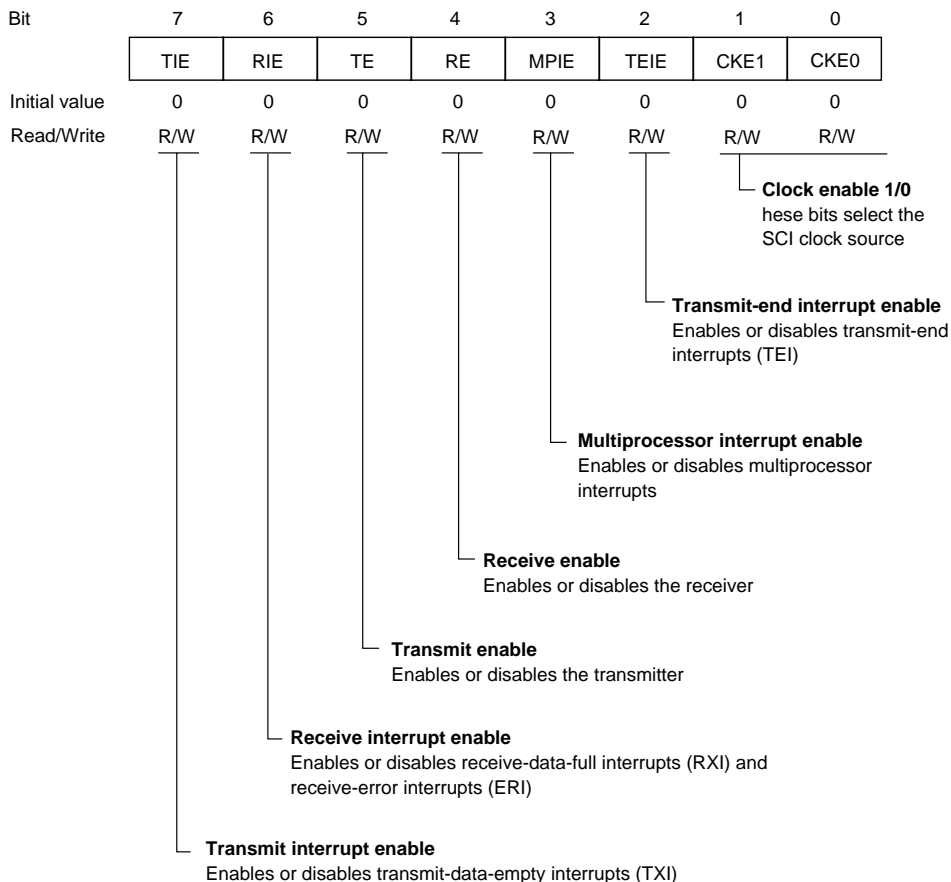 Bit 7 6 5 4 3 2 1 0
TIE RIE TE RE MPIE TEIE CKE1 CKE0
Initial value 0 0 0 0 0 0 0 0
Read/Write R/W R/W R/W R/W R/W R/W R/W R/W
Clock enable 1/0
hese bits select the
SCI clock source
Transmit-end interrupt enable
Enables or disables transmit-end
interrupts (TEI)
Multiprocessor interrupt enable
Enables or disables multiprocessor
interrupts
Receive enable
Enables or disables the receiver
Transmit enable
Enables or disables the transmitter
Receive interrupt enable
Enables or disables receive-data-full interrupts (RXI) and
receive-error interrupts (ERI)
Transmit interrupt enable
Enables or disables transmit-data-empty interrupts (TXI)